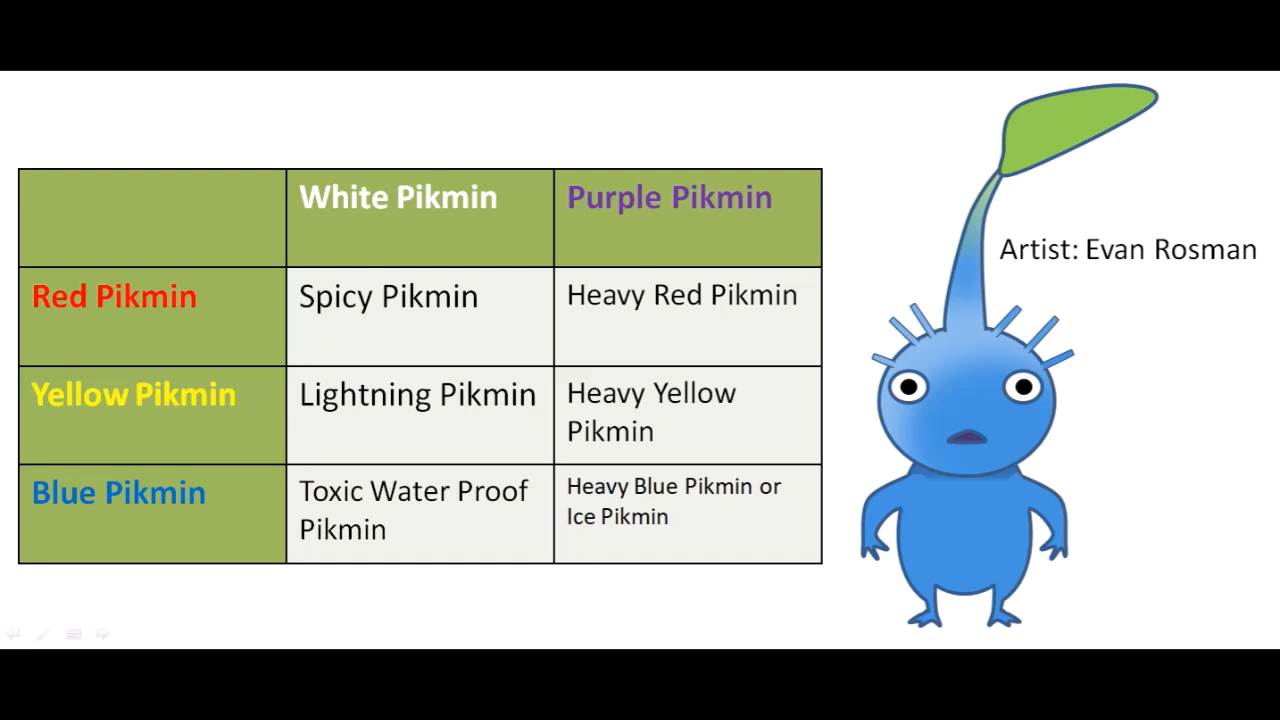 White Pikmin
Purple Pikmin
Red Pikmin
Spicy Pikmin
Heavy Red Pikmin
Yellow Pikmin
Lightning Pikmin
Heavy Yellow
Pikmin
Blue Pikmin
Toxic Water Proof
Pikmin
Heavy Blue Pikmin or
Ice Pikmin
Artist: Evan Rosman